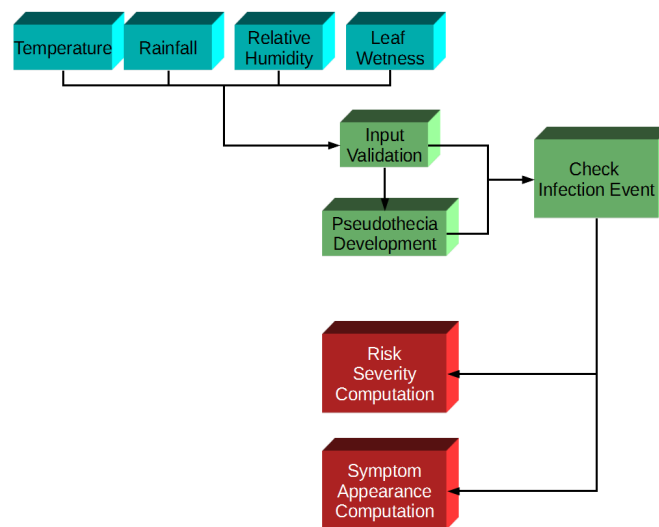 Temperature
Rainfall
Relative
Humidity
Leaf
Wetness
Input
Validation
Check
Infection Event
Pseudothecia
Development
Risk
Severity
Computation
Symptom
Appearance
Computation